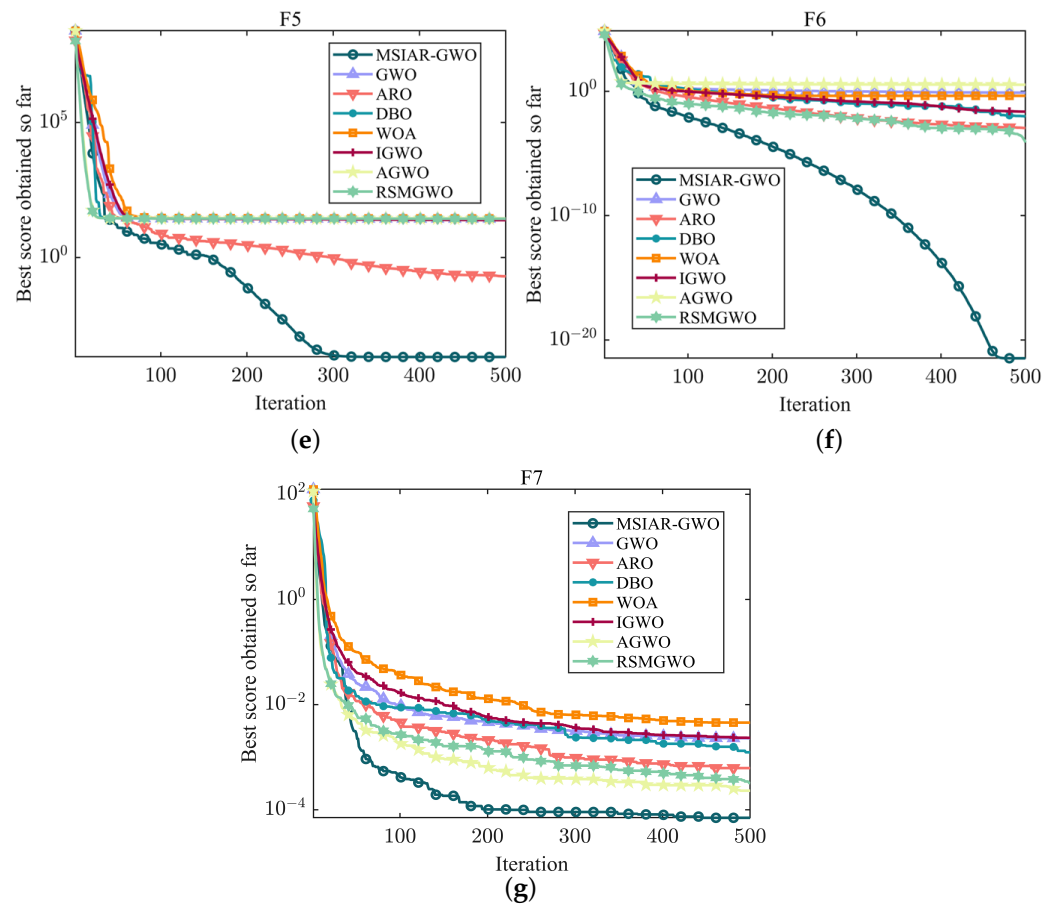 F5
Best score obtained so far
10^5
10^0
100
200
300
400
500
Iteration
MSIAR-GWO
GWO
ARO
DBO
WOA
IGWO
AGWO
RSMGWO
(e)
F6
Best score obtained so far
10^0
10^−10
10^−20
100
200
300
400
500
Iteration
MSIAR-GWO
GWO
ARO
DBO
WOA
IGWO
AGWO
RSMGWO
(f)
F7
Best score obtained so far
10^2
10^0
10^−2
10^−4
100
200
300
400
500
Iteration
MSIAR-GWO
GWO
ARO
DBO
WOA
IGWO
AGWO
RSMGWO
(g)